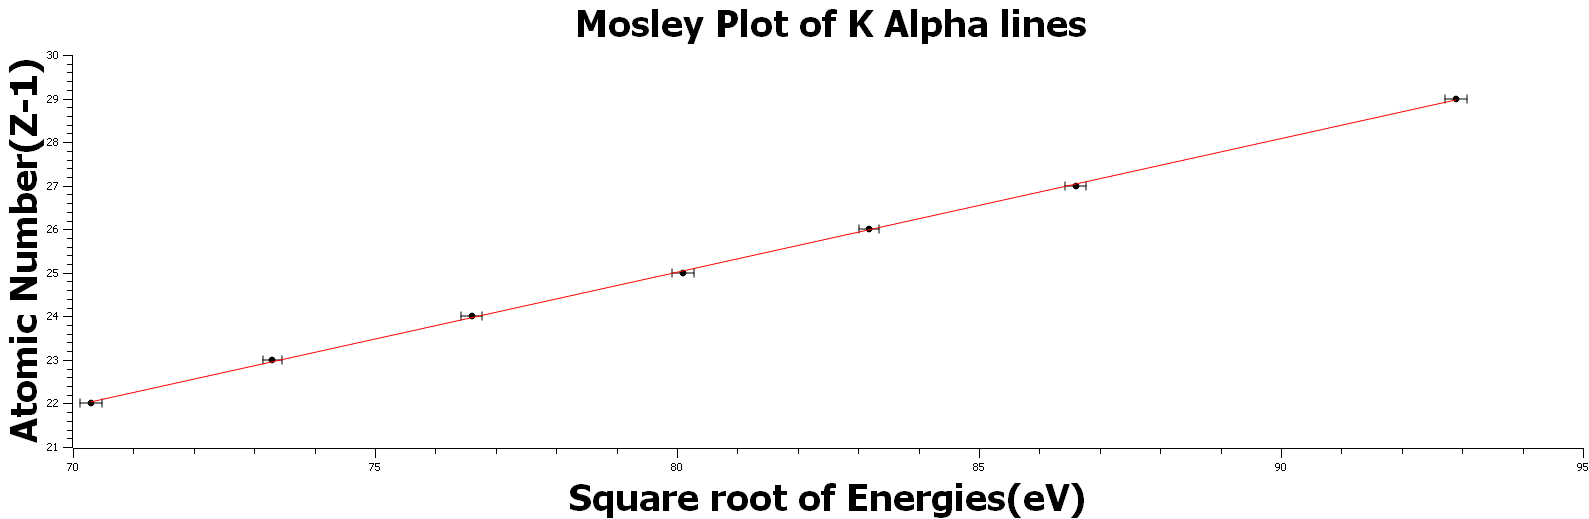 Mosley Plot of K Alpha lines
Atomic Number(Z-1)
30
29
28
27
26
25
24
23
22
21
70 75 80 85 90 95
Square root of Energies(eV)